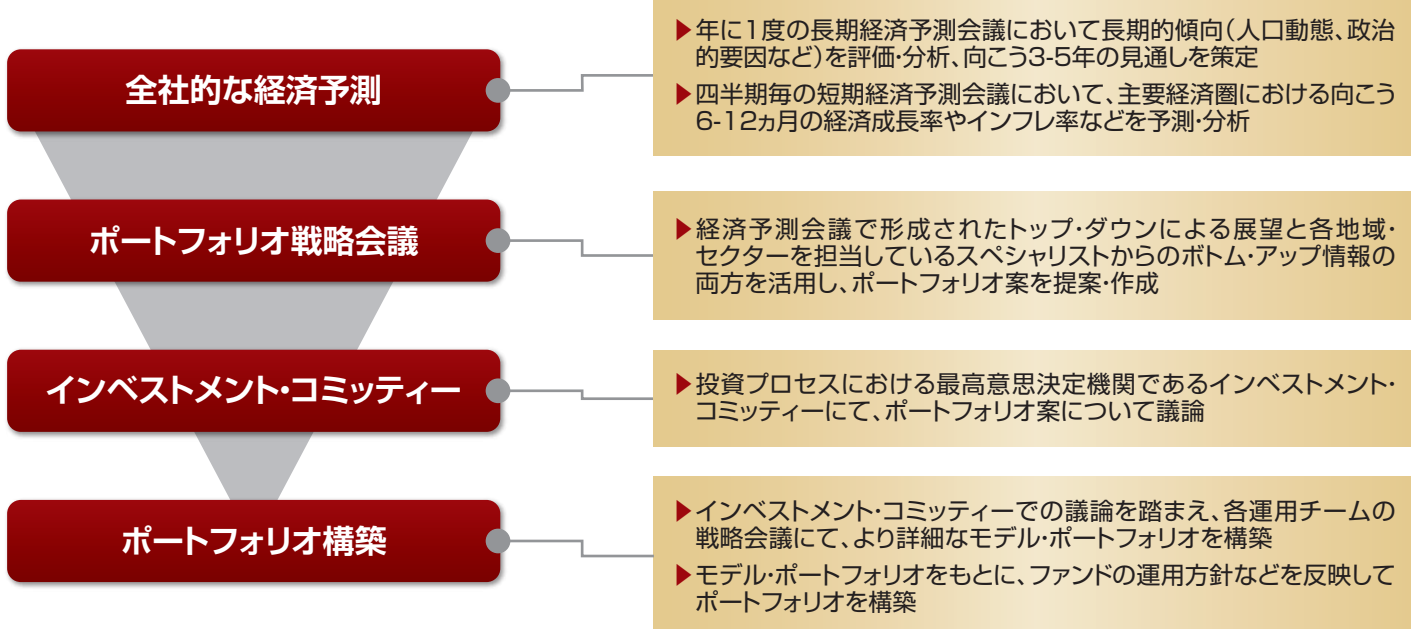 全社的な経済予測
▶年に1度の長期経済予測会議において長期的傾向(人口動態、政治
的要因など)を評価・分析、向こう3-5年の見通しを策定
▶四半期毎の短期経済予測会議において、主要経済圏における向こう
6-12ヵ月の経済成長率やインフレ率などを予測・分析
ポートフォリオ戦略会議
▶経済予測会議で形成されたトップ・ダウンによる展望と各地域・
セクターを担当しているスペシャリストからのボトム・アップ情報の
両方を活用し、ポートフォリオ案を提案・作成
インベストメント・コミッティー
▶投資プロセスにおける最高意思決定機関であるインベストメント・
コミッティーにて、ポートフォリオ案について議論
ポートフォリオ構築
▶インベストメント・コミッティーでの議論を踏まえ、各運用チームの
戦略会議にて、より詳細なモデル・ポートフォリオを構築
▶モデル・ポートフォリオをもとに、ファンドの運用方針などを反映して
ポートフォリオを構築